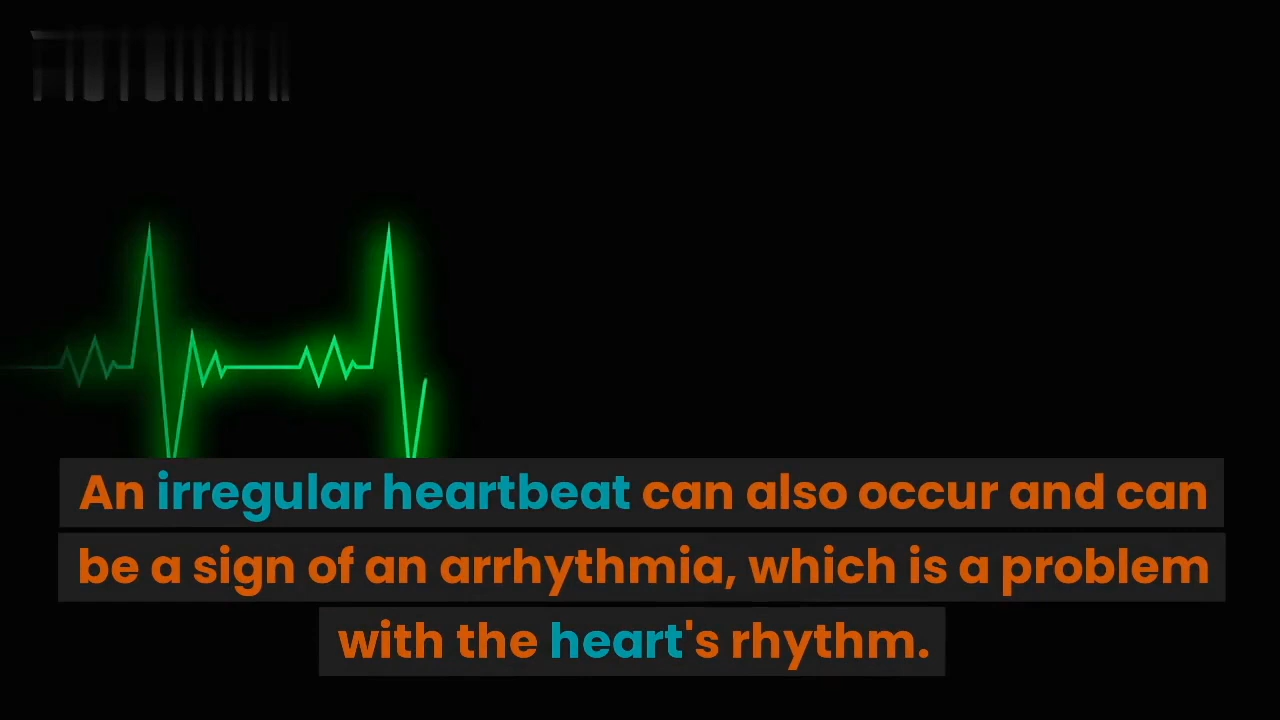 An irregular heartbeat can also occur and can
be a sign of an arrhythmia, which is a problem
with the heart's rhythm.